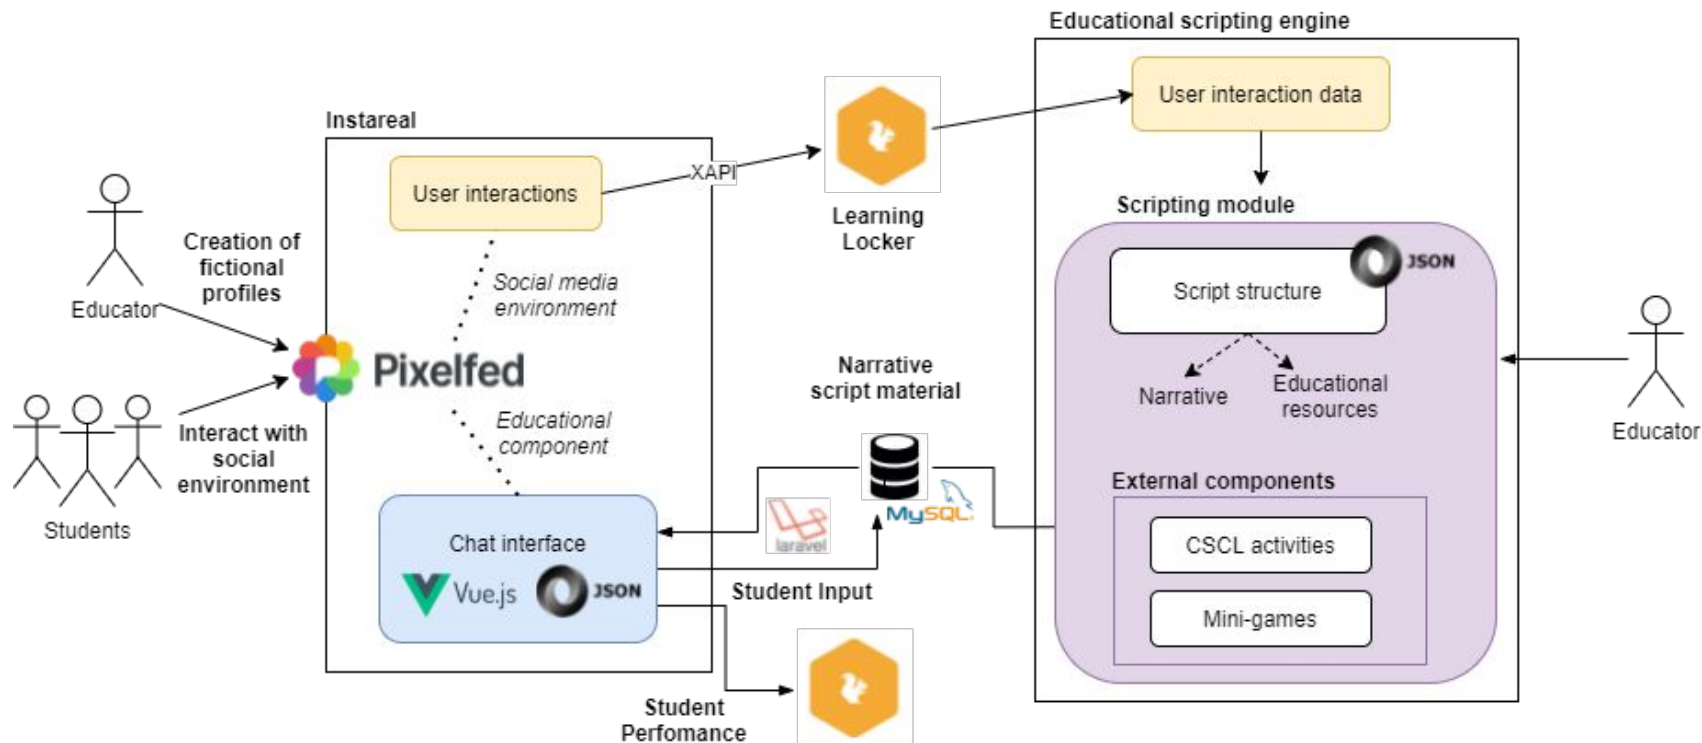 Educational scripting engine
User interaction data
Instareal
User interactions
XAPI
Learning
Locker
Scripting module
Script structure
JSON
Narrative
Educational
resources
Educator
Creation of
fictional
profiles
Educator
Social media
environment
Pixelfed
Narrative
script material
Educational
component
Interact with
social
environment
Students
MySQL
laravel
Chat interface
Vue.js
JSON
Student Input
External components
CSCL activities
Mini-games
Student
Perfomance